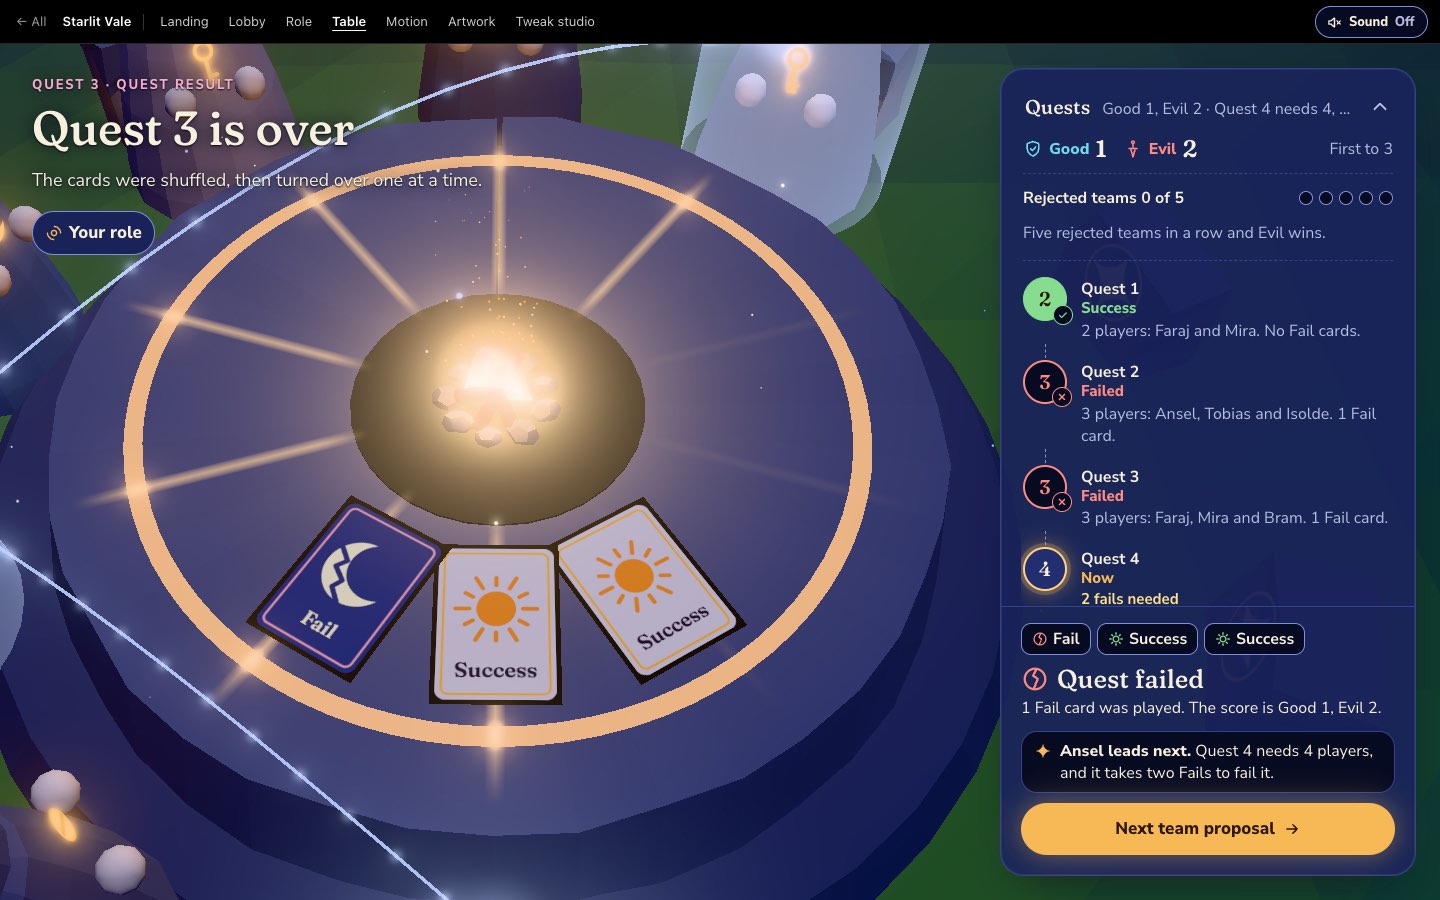 ← All Starlit Vale Landing Lobby Role Table Motion Artwork Tweak studio Sound Off
QUEST 3 · QUEST RESULT
Quest 3 is over
The cards were shuffled, then turned over one at a time.
Your role
Fail
Success
Success
Quests Good 1, Evil 2 · Quest 4 needs 4, ...
Good 1 Evil 2 First to 3
Rejected teams 0 of 5
Five rejected teams in a row and Evil wins.
2 Quest 1
Success
2 players: Faraj and Mira. No Fail cards.
3 Quest 2
Failed
3 players: Ansel, Tobias and Isolde. 1 Fail
card.
3 Quest 3
Failed
3 players: Faraj, Mira and Bram. 1 Fail card.
4 Quest 4
Now
2 fails needed
Fail Success Success
Quest failed
1 Fail card was played. The score is Good 1, Evil 2.
Ansel leads next. Quest 4 needs 4 players,
and it takes two Fails to fail it.
Next team proposal →